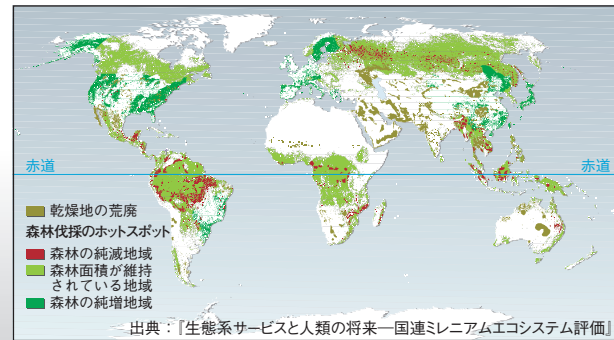 赤道
赤道
乾燥地の荒廃
森林伐採のホットスポット
森林の純減地域
森林面積が維持
されている地域
森林の純増地域
出典:『生態系サービスと人類の将来―国連ミレニアムエコシステム評価』